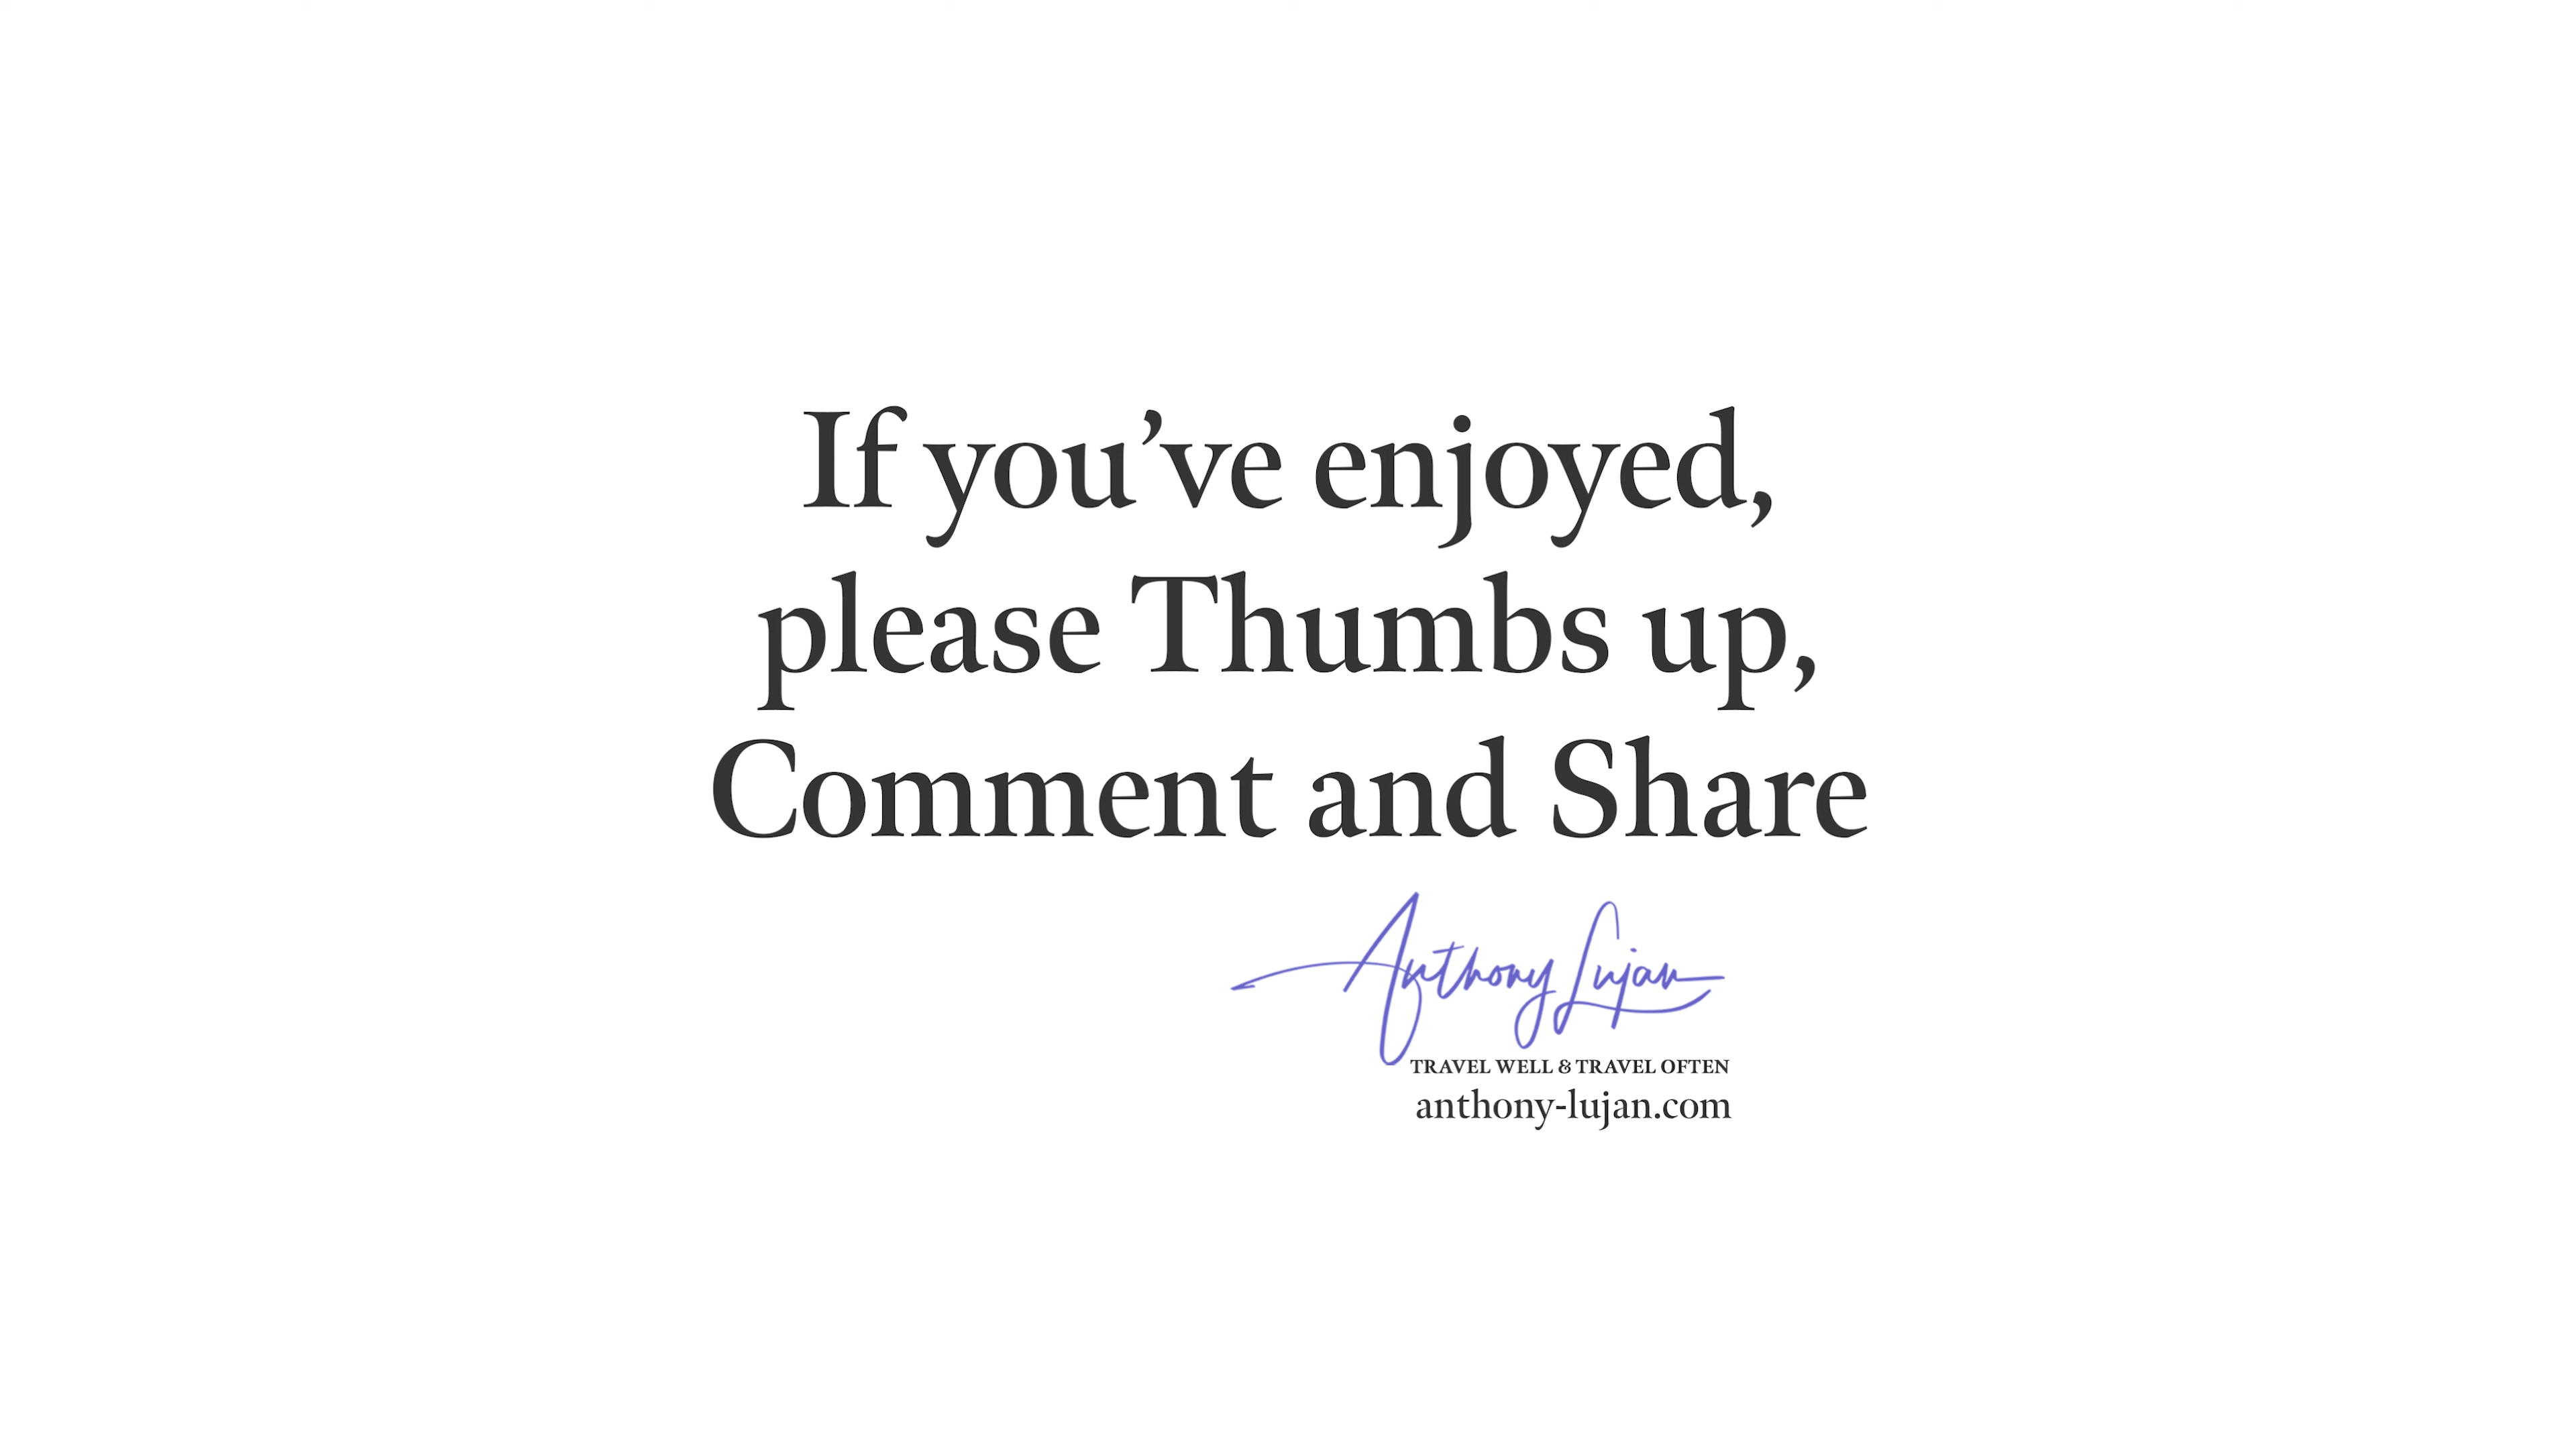 If you’ve enjoyed,
please Thumbs up,
Comment and Share
Anthony Lujan
TRAVEL WELL & TRAVEL OFTEN
anthony-lujan.com